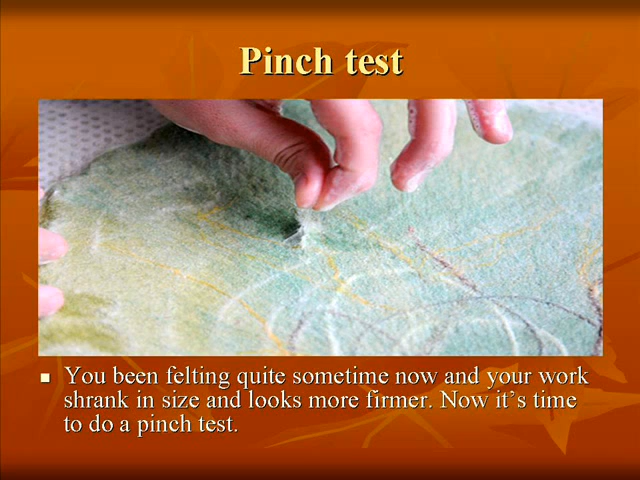 Pinch test
You been felting quite sometime now and your work
shrank in size and looks more firmer. Now it’s time
to do a pinch test.